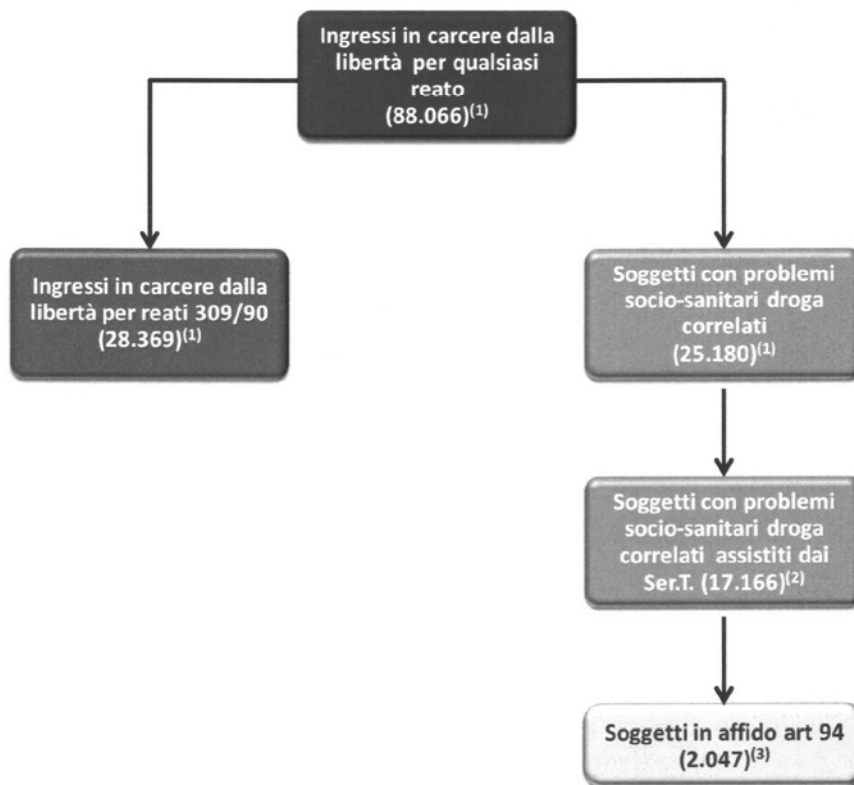 Ingressi in carcere dalla
libertà per qualsiasi
reato
(88.066)(1)
Ingressi in carcere dalla
libertà per reati 309/90
(28.369)(1)
Soggetti con problemi
socio-sanitari droga
correlati
(25.180)(1)
Soggetti con problemi
socio-sanitari droga
correlati assistiti dai
Ser.T. (17.166)(2)
Soggetti in affido art 94
(2.047)(3)